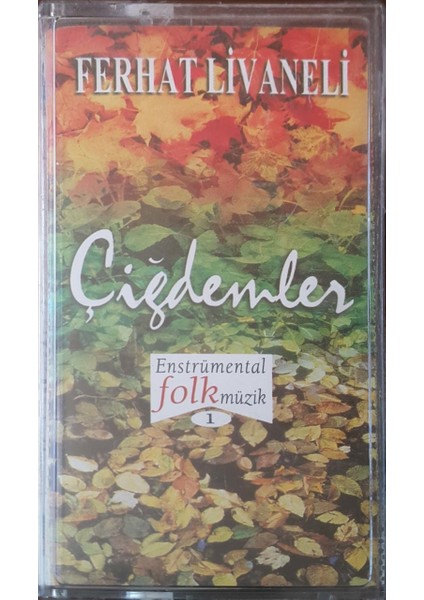 FERHAT LİVANELİ
Çiğdemler
Enstrümental
folk müzik
1